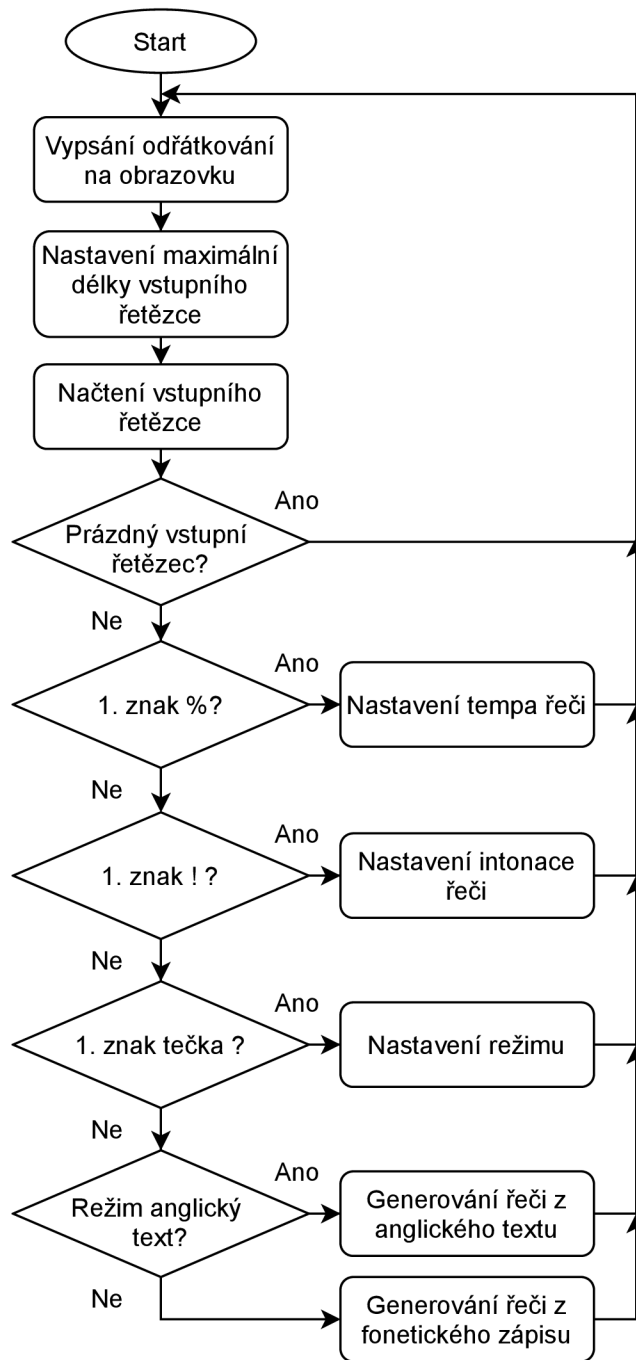 Start
Vypsání odřátkování
na obrazovku
Nastavení maximální
délky vstupního
řetězce
Načtení vstupního
řetězce
Ano
Prázdný vstupní
řetězec?
Ne
Ano
1. znak %?
Nastavení tempa řeči
Ne
Ano
1. znak ! ?
Nastavení intonace
řeči
Ne
Ano
1. znak tečka ?
Nastavení režimu
Ne
Ano
Režim anglický
text?
Generování řeči z
anglického textu
Ne
Generování řeči z
fonetického zápisu